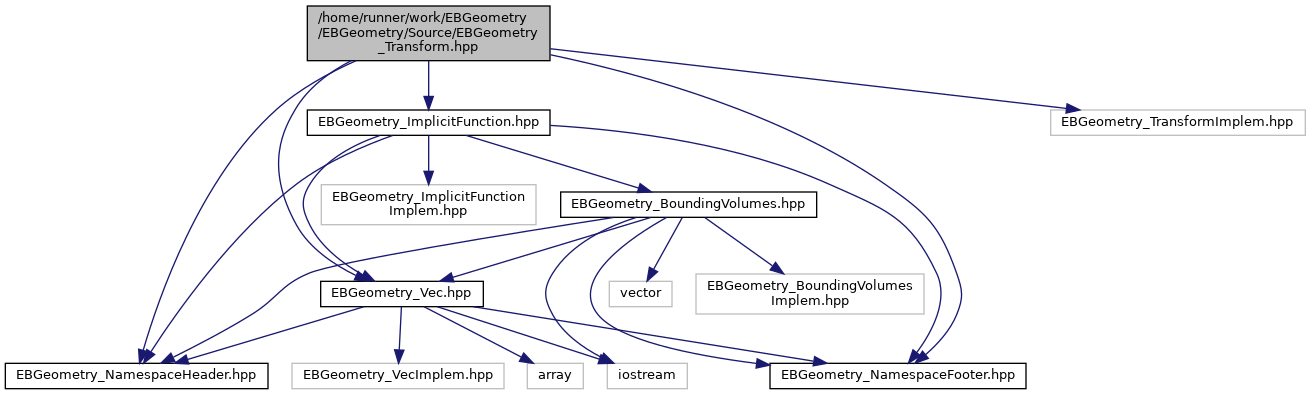 /home/runner/work/EBGeometry
/EBGeometry/Source/EBGeometry
_Transform.hpp
EBGeometry_ImplicitFunction.hpp
EBGeometry_TransformImplem.hpp
EBGeometry_ImplicitFunction
Implem.hpp
EBGeometry_BoundingVolumes.hpp
EBGeometry_Vec.hpp
vector
EBGeometry_BoundingVolumes
Implem.hpp
EBGeometry_NamespaceHeader.hpp
EBGeometry_VecImplem.hpp
array
iostream
EBGeometry_NamespaceFooter.hpp